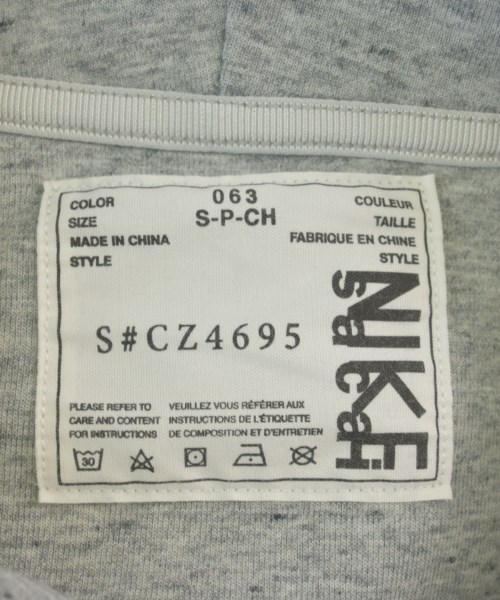 COLOR 063 COULEUR
SIZE S-P-CH TAILLE
MADE IN CHINA FABRIQUE EN CHINE
STYLE STYLE
S#CZ4695
NIKE
sacai
PLEASE REFER TO VEUILLEZ VOUS RÉFÉRER AUX
CARE AND CONTENT INSTRUCTIONS DE L'ÉTIQUETTE
FOR INSTRUCTIONS DE COMPOSITION ET D'ENTRETIEN
30